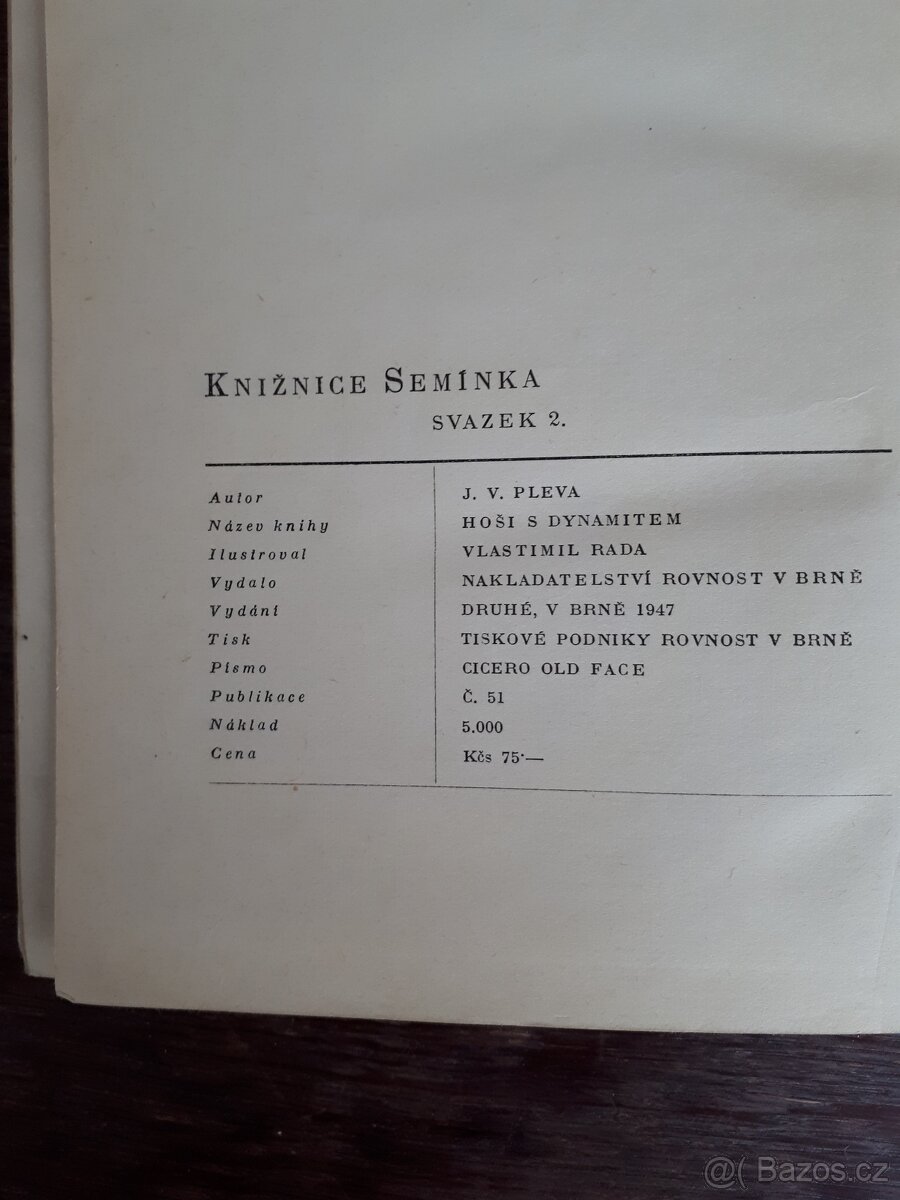 KNIŽNICE SEMÍNKA
SVAZEK 2.
Autor J. V. PLEVA
Název knihy HOŠI S DYNAMITEM
Ilustroval VLASTIMIL RADA
Vydalo NAKLADATELSTVÍ ROVNOST V BRNĚ
Vydání DRUHÉ, V BRNĚ 1947
Tisk TISKOVÉ PODNIKY ROVNOST V BRNĚ
Písmo CICERO OLD FACE
Publikace Č. 51
Náklad 5.000
Cena Kčs 75·—
@( Bazos.cz